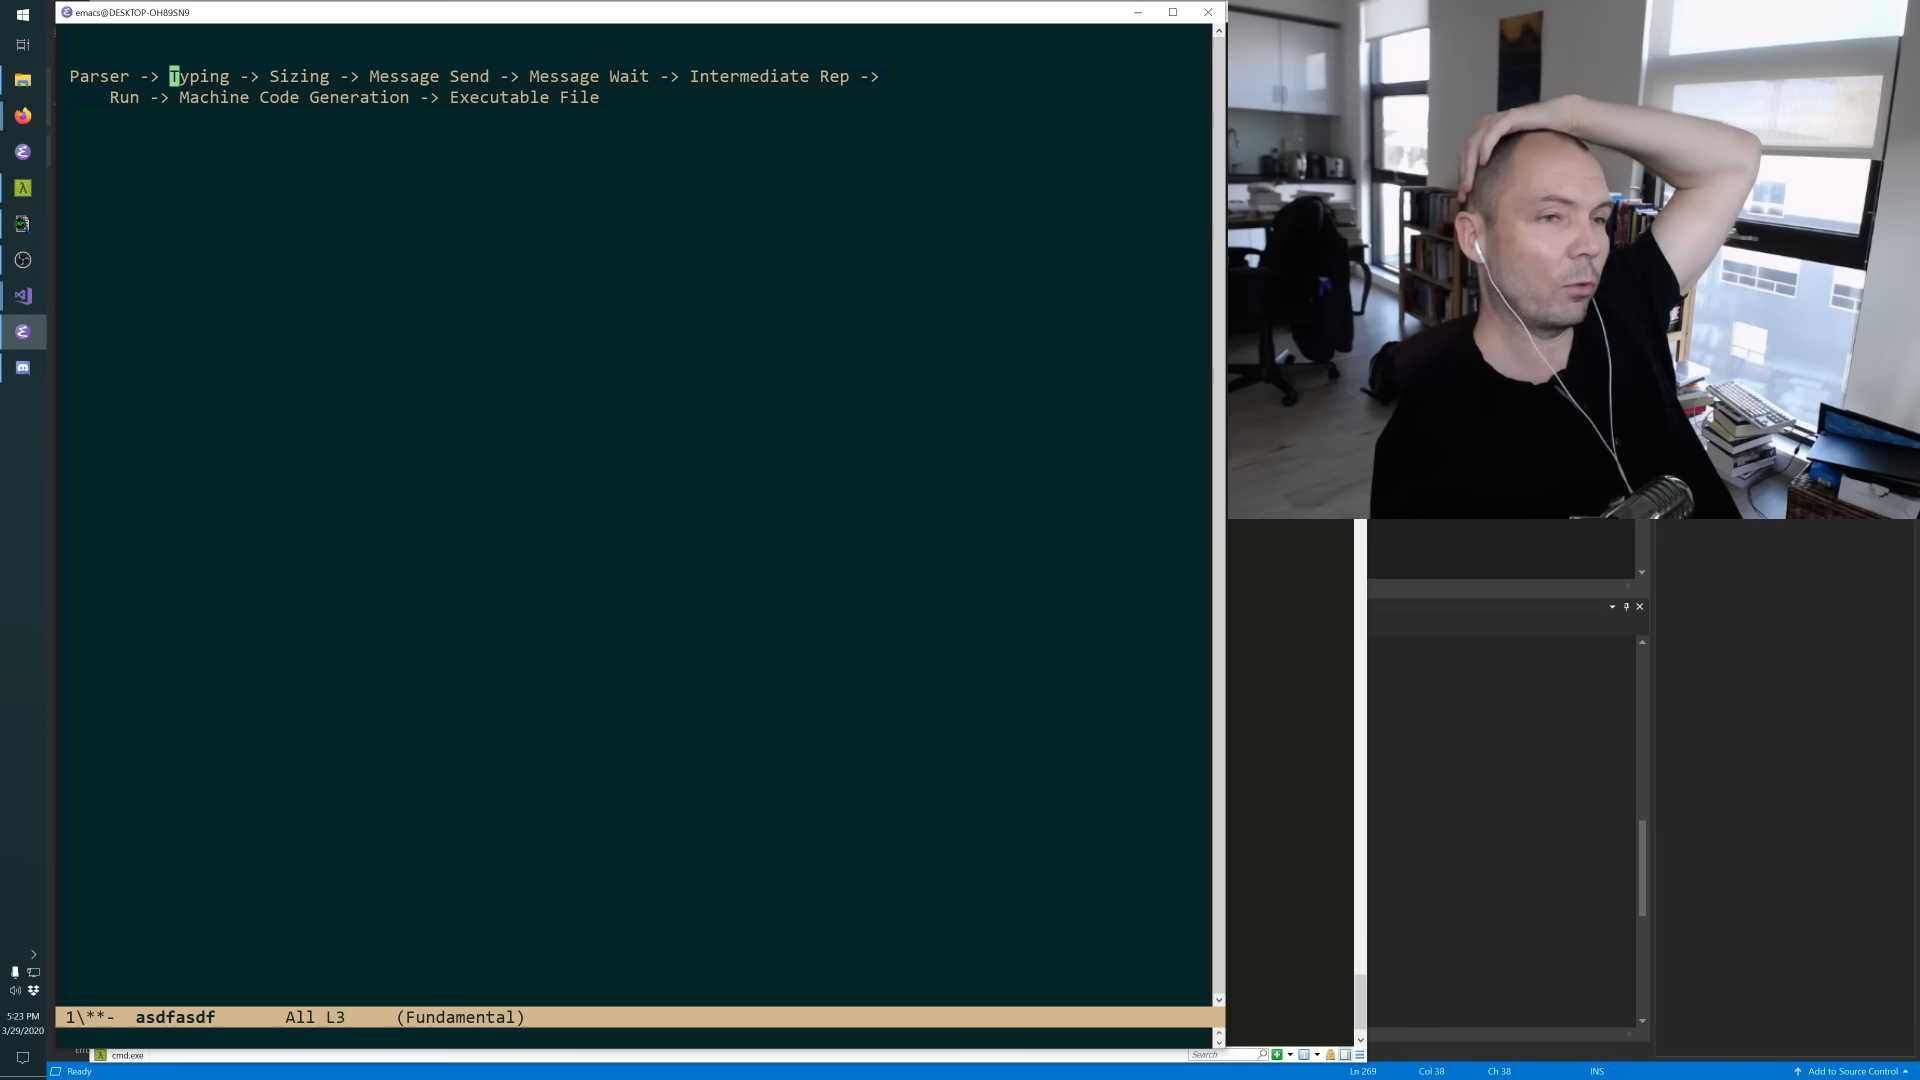 emacs@DESKTOP-OH89SN9
Parser -> Typing -> Sizing -> Message Send -> Message Wait -> Intermediate Rep ->
Run -> Machine Code Generation -> Executable File
1\**-  asdfasdf  All L3  (Fundamental)
cmd.exe
Search
5:23 PM
3/29/2020
Ready
Ln 269
Col 38
Ch 38
INS
Add to Source Control